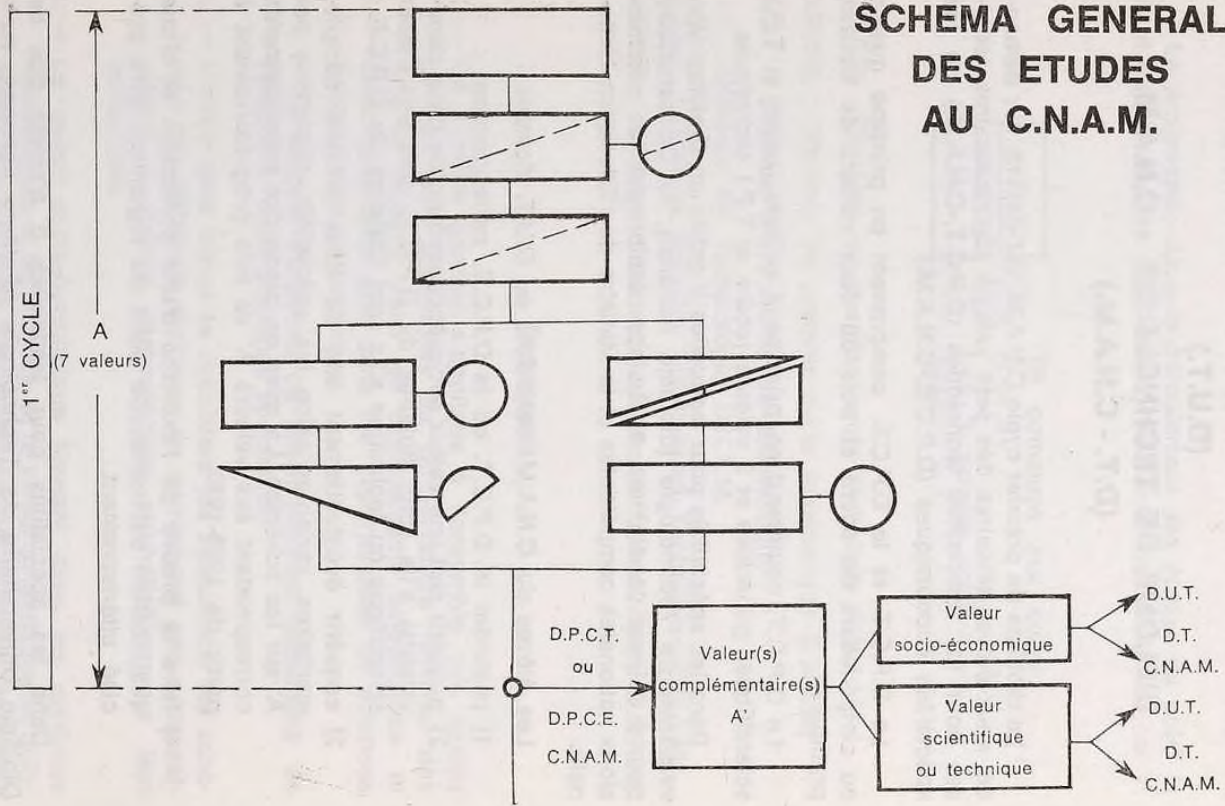 SCHEMA GENERAL
DES ETUDES
AU C.N.A.M.
1er CYCLE
A
(7 valeurs)
D.P.C.T.
ou
D.P.C.E.
C.N.A.M.
Valeur(s)
complémentaire(s)
A'
Valeur
socio-économique
D.U.T.
D.T.
C.N.A.M.
Valeur
scientifique
ou technique
D.U.T.
D.T.
C.N.A.M.